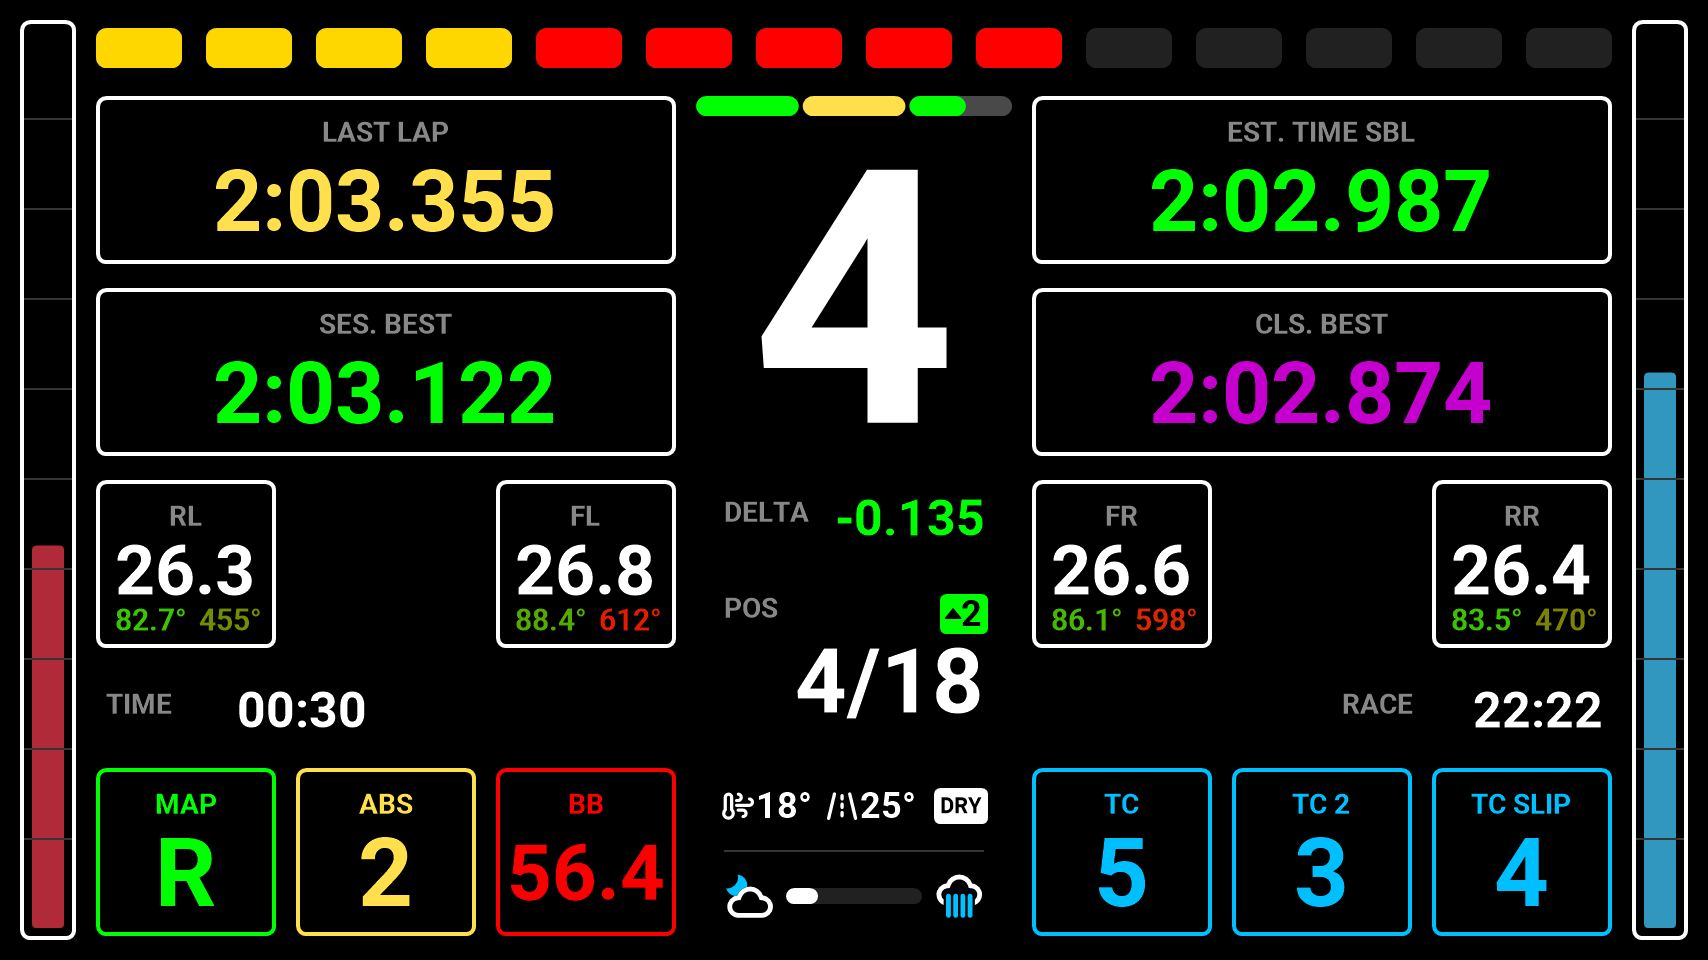 LAST LAP
2:03.355
EST. TIME SBL
2:02.987
4
SES. BEST
2:03.122
CLS. BEST
2:02.874
RL
26.3
82.7° 455°
FL
26.8
88.4° 612°
DELTA -0.135
FR
26.6
86.1° 598°
RR
26.4
83.5° 470°
POS 2
4/18
TIME 00:30
RACE 22:22
MAP
R
ABS
2
BB
56.4
18° 25° DRY
TC
5
TC 2
3
TC SLIP
4